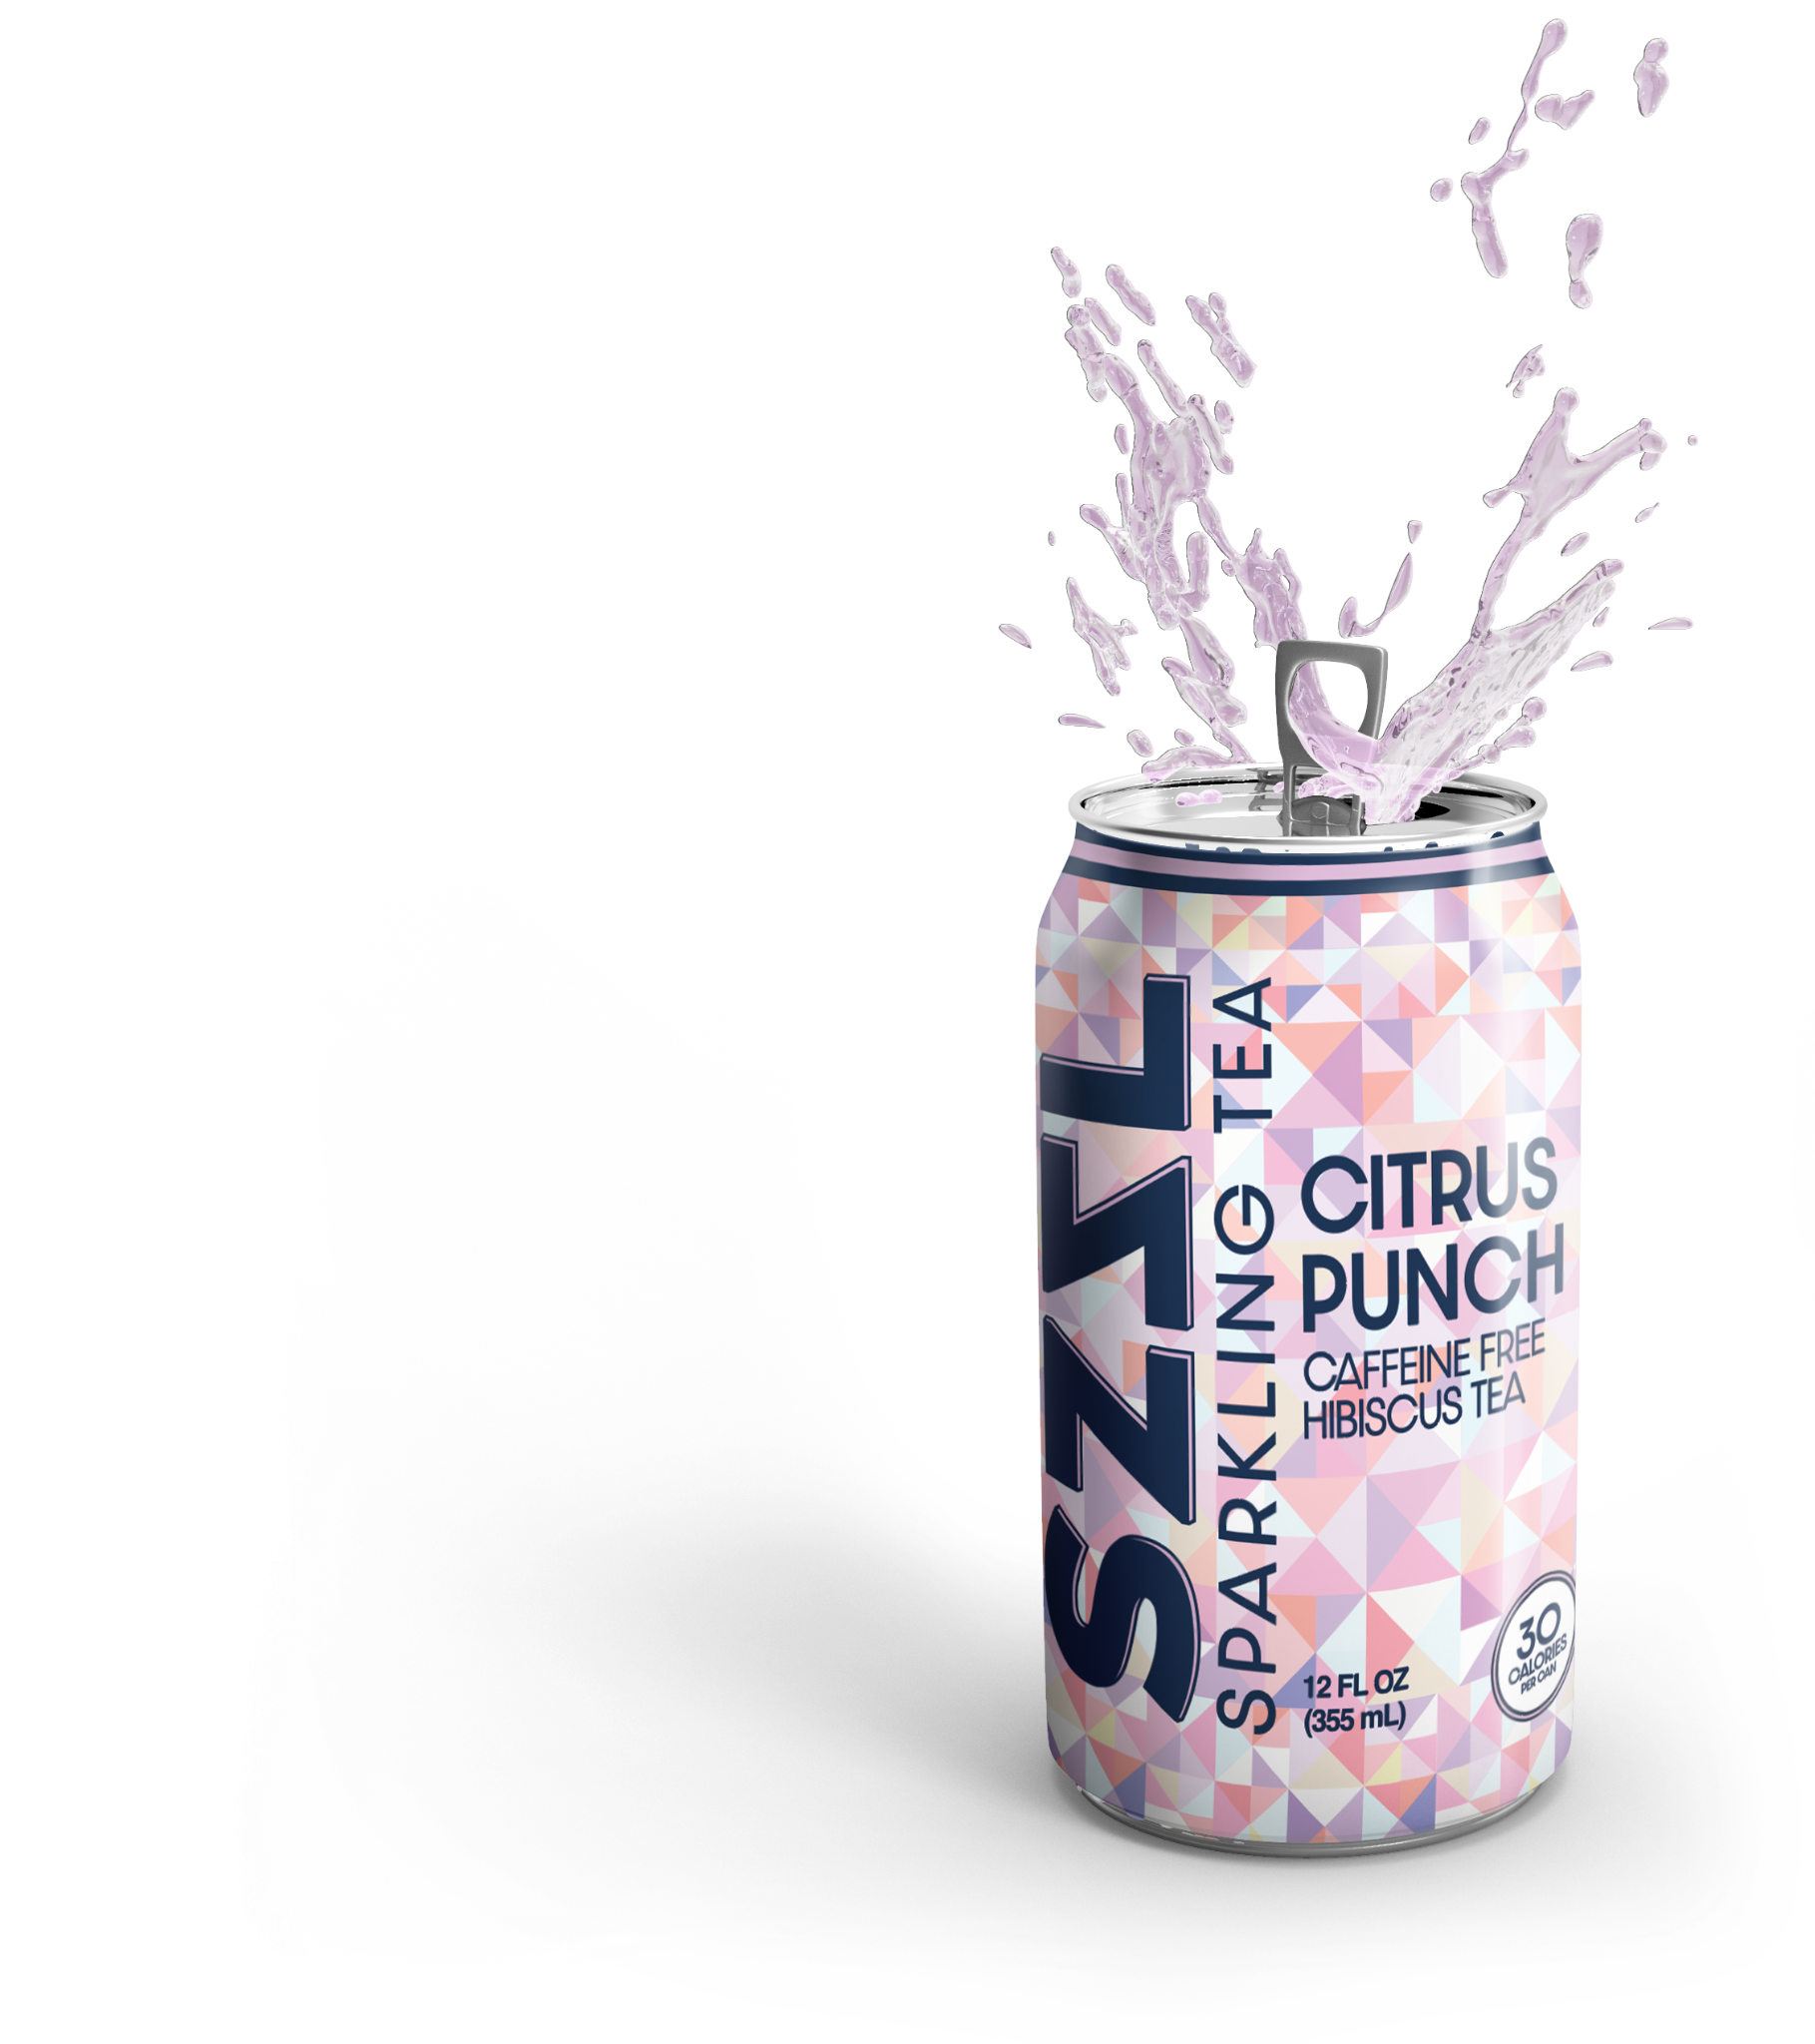 SZZL
SPARKLING TEA
CITRUS
PUNCH
CAFFEINE FREE
HIBISCUS TEA
12 FL OZ
(355 mL)
30
CALORIES
PER CAN